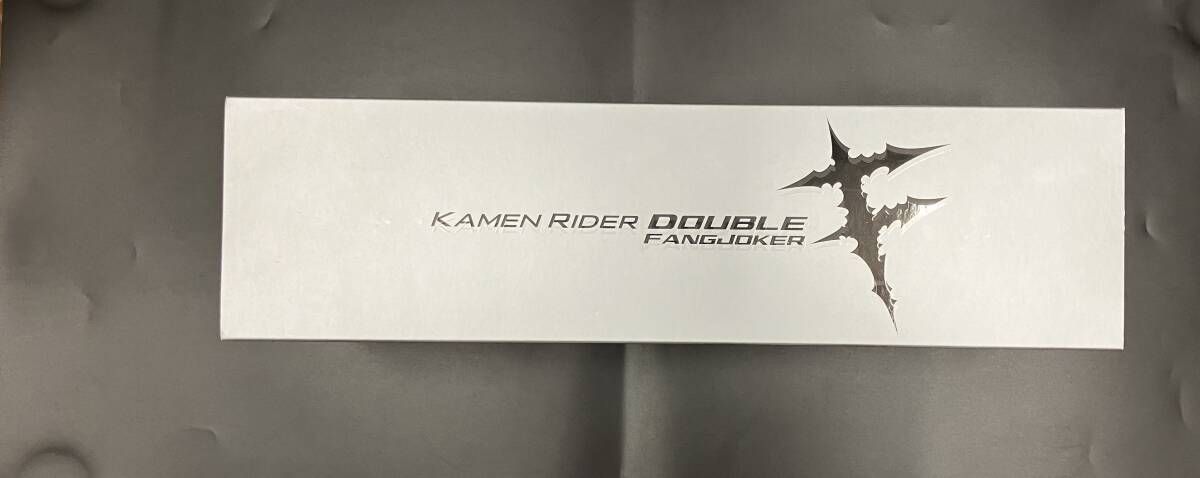 KAMEN RIDER DOUBLE
FANGJOKER